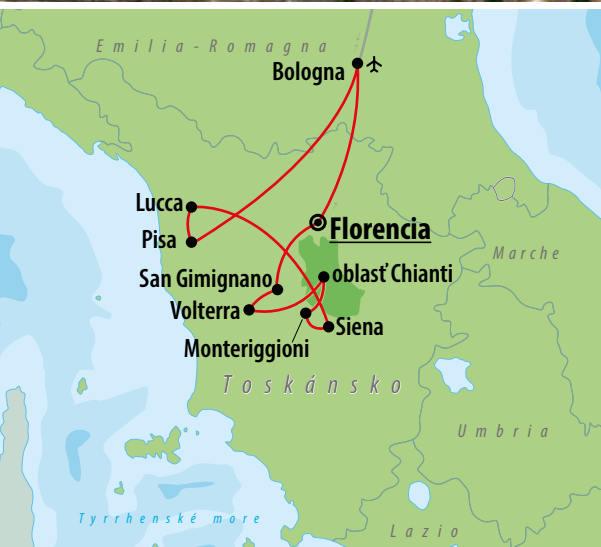 Emilia-Romagna
Bologna
Lucca
Florencia
Pisa
Marche
San Gimignano
oblasť Chianti
Volterra
Siena
Monteriggioni
Toskánsko
Umbria
Tyrrhenské more
Lazio